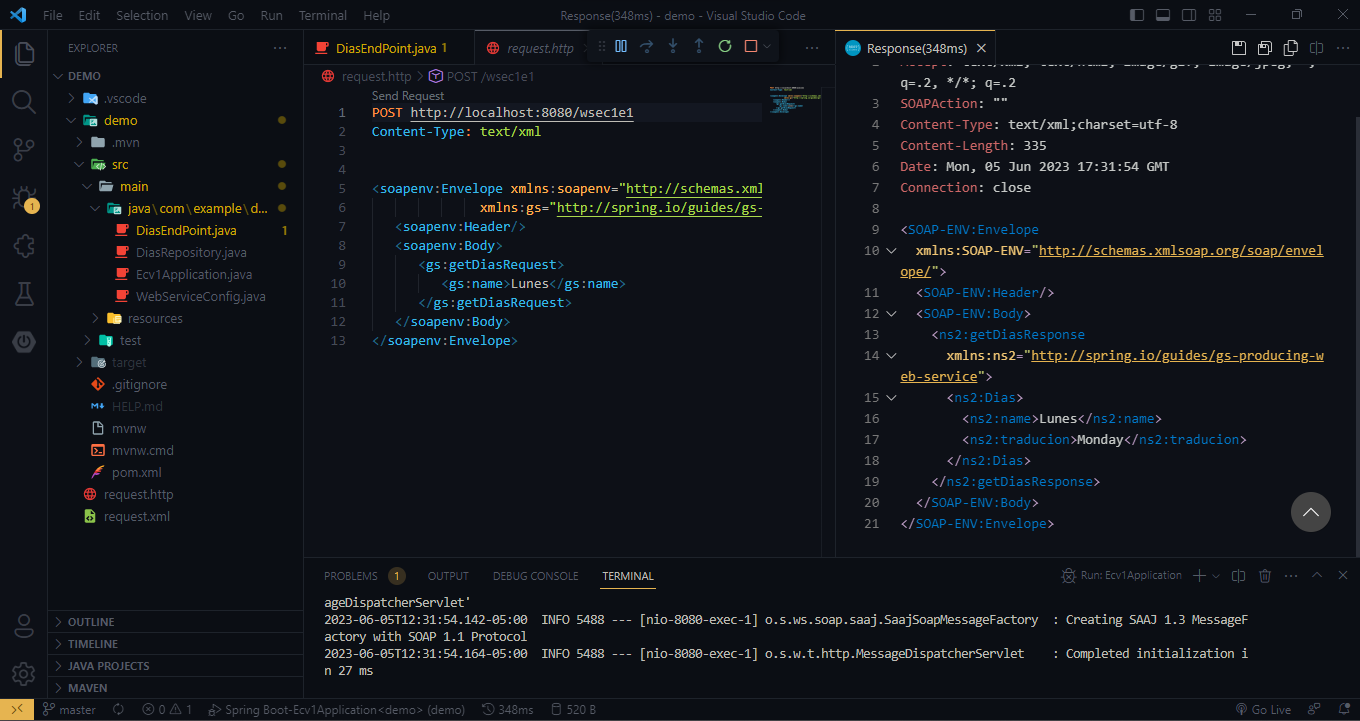 File Edit Selection View Go Run Terminal Help
Response(348ms) - demo - Visual Studio Code
EXPLORER
DEMO
.vscode
demo
.mvn
src
main
java\com\example\d...
DiasEndPoint.java 1
DiasRepository.java
Ecv1Application.java
WebServiceConfig.java
resources
test
target
.gitignore
HELP.md
mvnw
mvnw.cmd
pom.xml
request.http
request.xml
OUTLINE
TIMELINE
JAVA PROJECTS
MAVEN
1
DiasEndPoint.java 1
request.http
request.http > POST /wsec1e1
Send Request
1 POST http://localhost:8080/wsec1e1
2 Content-Type: text/xml
3
4
5 <soapenv:Envelope xmlns:soapenv="http://schemas.xml
6 xmlns:gs="http://spring.io/guides/gs-
7 <soapenv:Header/>
8 <soapenv:Body>
9 <gs:getDiasRequest>
10 <gs:name>Lunes</gs:name>
11 </gs:getDiasRequest>
12 </soapenv:Body>
13 </soapenv:Envelope>
Response(348ms)
q=.2, */*; q=.2
3 SOAPAction: ""
4 Content-Type: text/xml;charset=utf-8
5 Content-Length: 335
6 Date: Mon, 05 Jun 2023 17:31:54 GMT
7 Connection: close
8
9 <SOAP-ENV:Envelope
10 xmlns:SOAP-ENV="http://schemas.xmlsoap.org/soap/envel
ope/">
11 <SOAP-ENV:Header/>
12 <SOAP-ENV:Body>
13 <ns2:getDiasResponse
14 xmlns:ns2="http://spring.io/guides/gs-producing-w
eb-service">
15 <ns2:Dias>
16 <ns2:name>Lunes</ns2:name>
17 <ns2:traducion>Monday</ns2:traducion>
18 </ns2:Dias>
19 </ns2:getDiasResponse>
20 </SOAP-ENV:Body>
21 </SOAP-ENV:Envelope>
PROBLEMS 1 OUTPUT DEBUG CONSOLE TERMINAL
Run: Ecv1Application
ageDispatcherServlet'
2023-06-05T12:31:54.142-05:00 INFO 5488 --- [nio-8080-exec-1] o.s.ws.soap.saaj.SaajSoapMessageFactory : Creating SAAJ 1.3 MessageF
actory with SOAP 1.1 Protocol
2023-06-05T12:31:54.164-05:00 INFO 5488 --- [nio-8080-exec-1] o.s.w.t.http.MessageDispatcherServlet : Completed initialization i
n 27 ms
master 0 1 Spring Boot-Ecv1Application<demo> (demo) 348ms 520 B
Go Live